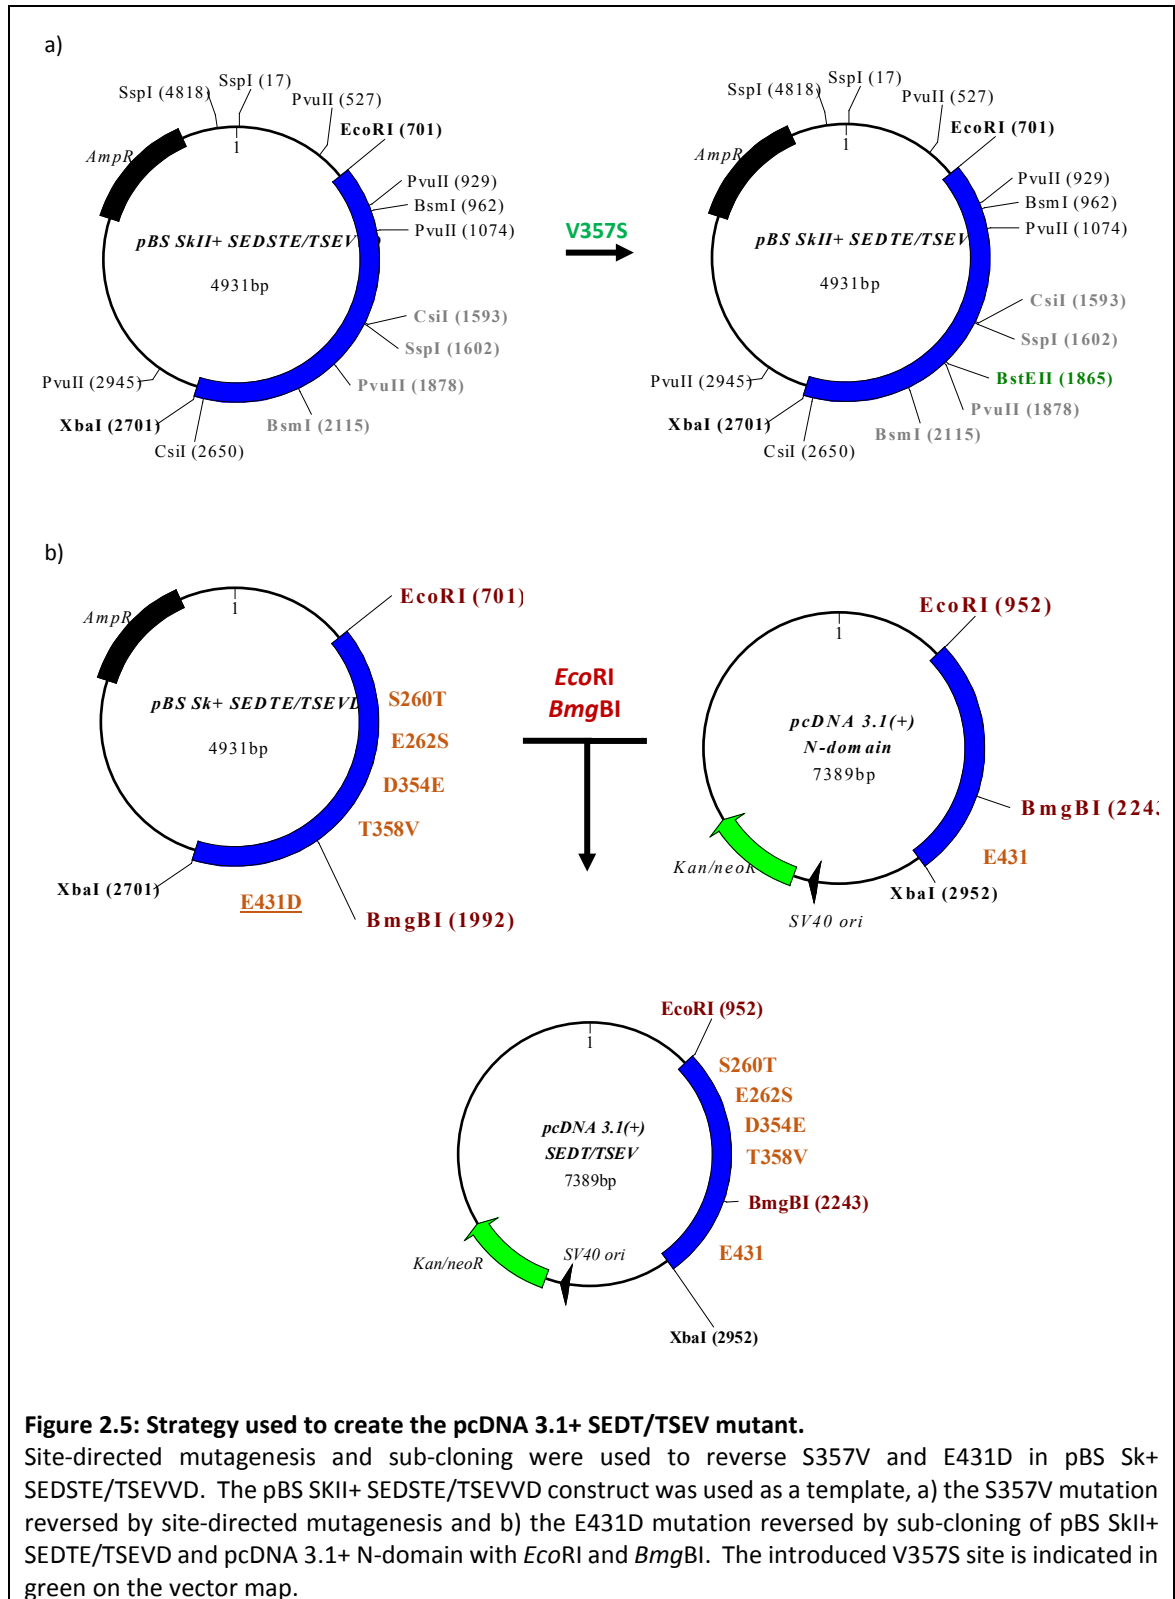 a)
SspI (4818)
SspI (17)
PvuII (527)
EcoRI (701)
AmpR
1
PvuII (929)
BsmI (962)
PvuII (1074)
pBS SkII+ SEDSTE/TSEV
4931bp
CsiI (1593)
SspI (1602)
PvuII (1878)
BsmI (2115)
PvuII (2945)
XbaI (2701)
CsiI (2650)
V357S
SspI (4818)
SspI (17)
PvuII (527)
EcoRI (701)
AmpR
1
PvuII (929)
BsmI (962)
PvuII (1074)
pBS SkII+ SEDTE/TSEV
4931bp
CsiI (1593)
SspI (1602)
BstEII (1865)
PvuII (1878)
BsmI (2115)
PvuII (2945)
XbaI (2701)
CsiI (2650)
b)
AmpR
1
EcoRI (701)
pBS Sk+ SEDTE/TSEVD
4931bp
S260T
E262S
D354E
T358V
XbaI (2701)
E431D
BmgBI (1992)
EcoRI
BmgBI
1
EcoRI (952)
pcDNA 3.1(+)
N-domain
7389bp
BmgBI (2243
E431
Kan/neoR
XbaI (2952)
SV40 ori
EcoRI (952)
1
S260T
E262S
D354E
T358V
pcDNA 3.1(+)
SEDT/TSEV
7389bp
BmgBI (2243)
E431
SV40 ori
Kan/neoR
XbaI (2952)
Figure 2.5: Strategy used to create the pcDNA 3.1+ SEDT/TSEV mutant.
Site-directed mutagenesis and sub-cloning were used to reverse S357V and E431D in pBS Sk+
SEDSTE/TSEVVD. The pBS SKII+ SEDSTE/TSEVVD construct was used as a template, a) the S357V mutation
reversed by site-directed mutagenesis and b) the E431D mutation reversed by sub-cloning of pBS SkII+
SEDTE/TSEVD and pcDNA 3.1+ N-domain with EcoRI and BmgBI. The introduced V357S site is indicated in
green on the vector map.